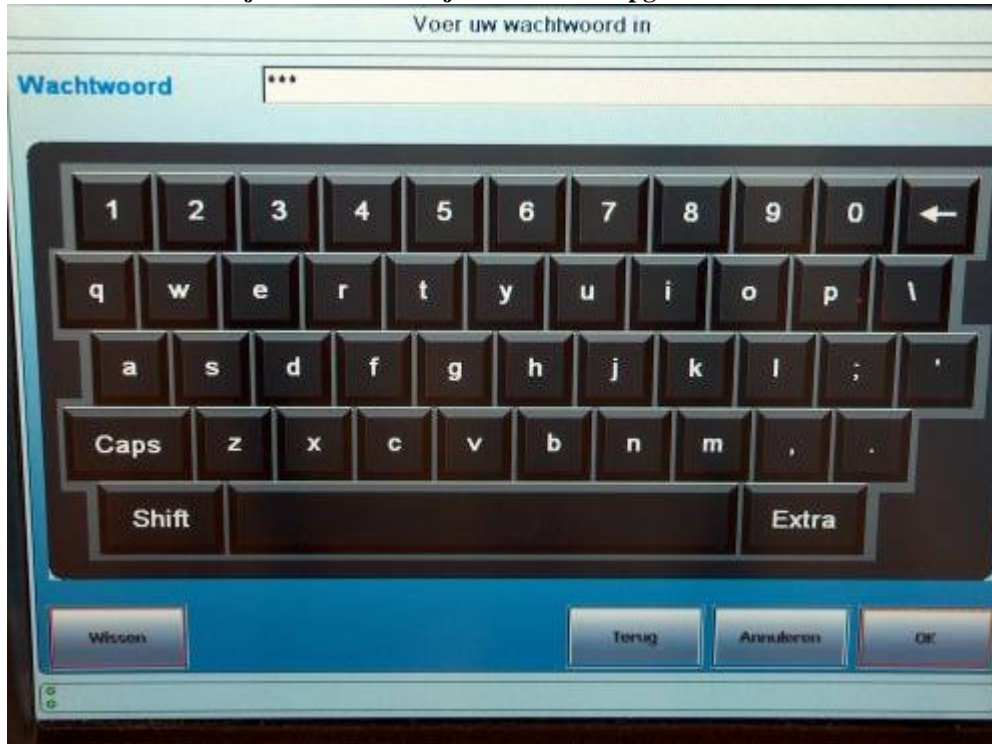 Voer uw wachtwoord in
Wachtwoord ***
1 2 3 4 5 6 7 8 9 0 ←
q w e r t y u i o p \
a s d f g h j k l ; '
Caps z x c v b n m , .
Shift Extra
Wissen Terug Annuleren OK